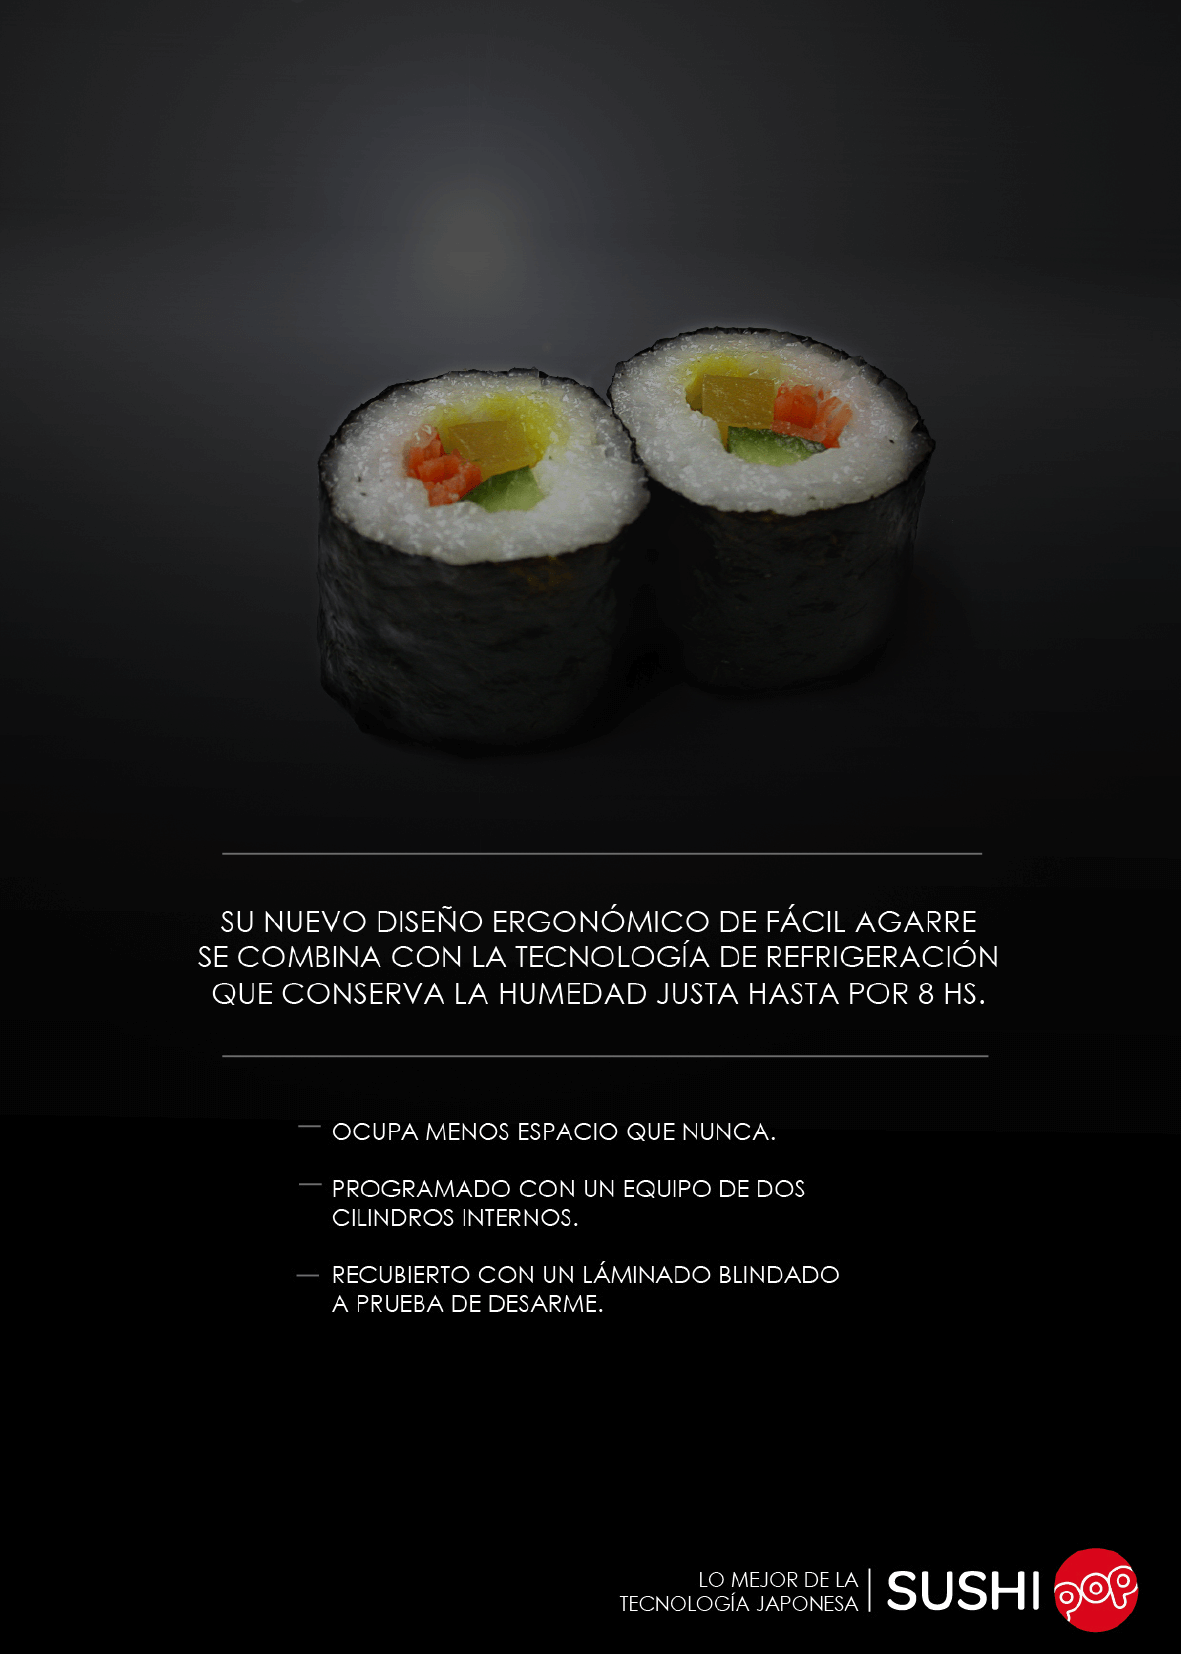 SU NUEVO DISEÑO ERGONÓMICO DE FÁCIL AGARRE
SE COMBINA CON LA TECNOLOGÍA DE REFRIGERACIÓN
QUE CONSERVA LA HUMEDAD JUSTA HASTA POR 8 HS.
— OCUPA MENOS ESPACIO QUE NUNCA.
— PROGRAMADO CON UN EQUIPO DE DOS
CILINDROS INTERNOS.
— RECUBIERTO CON UN LÁMINADO BLINDADO
A PRUEBA DE DESARME.
LO MEJOR DE LA
TECNOLOGÍA JAPONESA
SUSHI pop